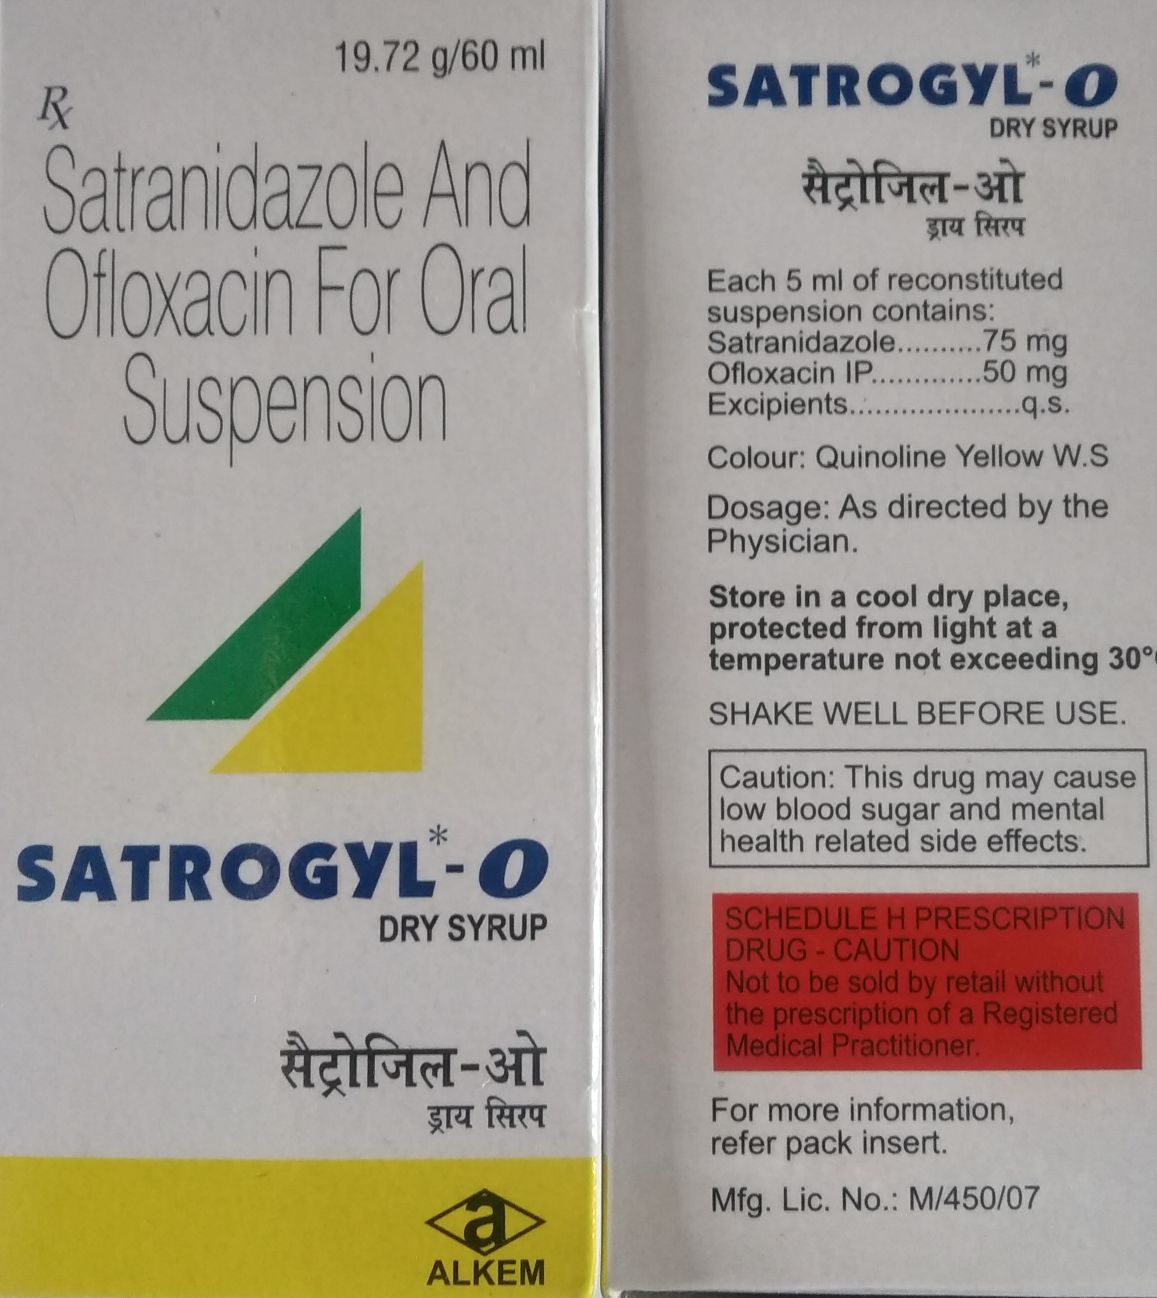 19.72 g/60 ml
Rx
Satranidazole And
Ofloxacin For Oral
Suspension
SATROGYL*-O
DRY SYRUP
सैट्रोजिल-ओ
ड्राय सिरप
a
ALKEM
SATROGYL*-O
DRY SYRUP
सैट्रोजिल-ओ
ड्राय सिरप
Each 5 ml of reconstituted
suspension contains:
Satranidazole..........75 mg
Ofloxacin IP.............50 mg
Excipients.....................q.s.
Colour: Quinoline Yellow W.S
Dosage: As directed by the
Physician.
Store in a cool dry place,
protected from light at a
temperature not exceeding 30°
SHAKE WELL BEFORE USE.
Caution: This drug may cause
low blood sugar and mental
health related side effects.
SCHEDULE H PRESCRIPTION
DRUG - CAUTION
Not to be sold by retail without
the prescription of a Registered
Medical Practitioner.
For more information,
refer pack insert.
Mfg. Lic. No.: M/450/07